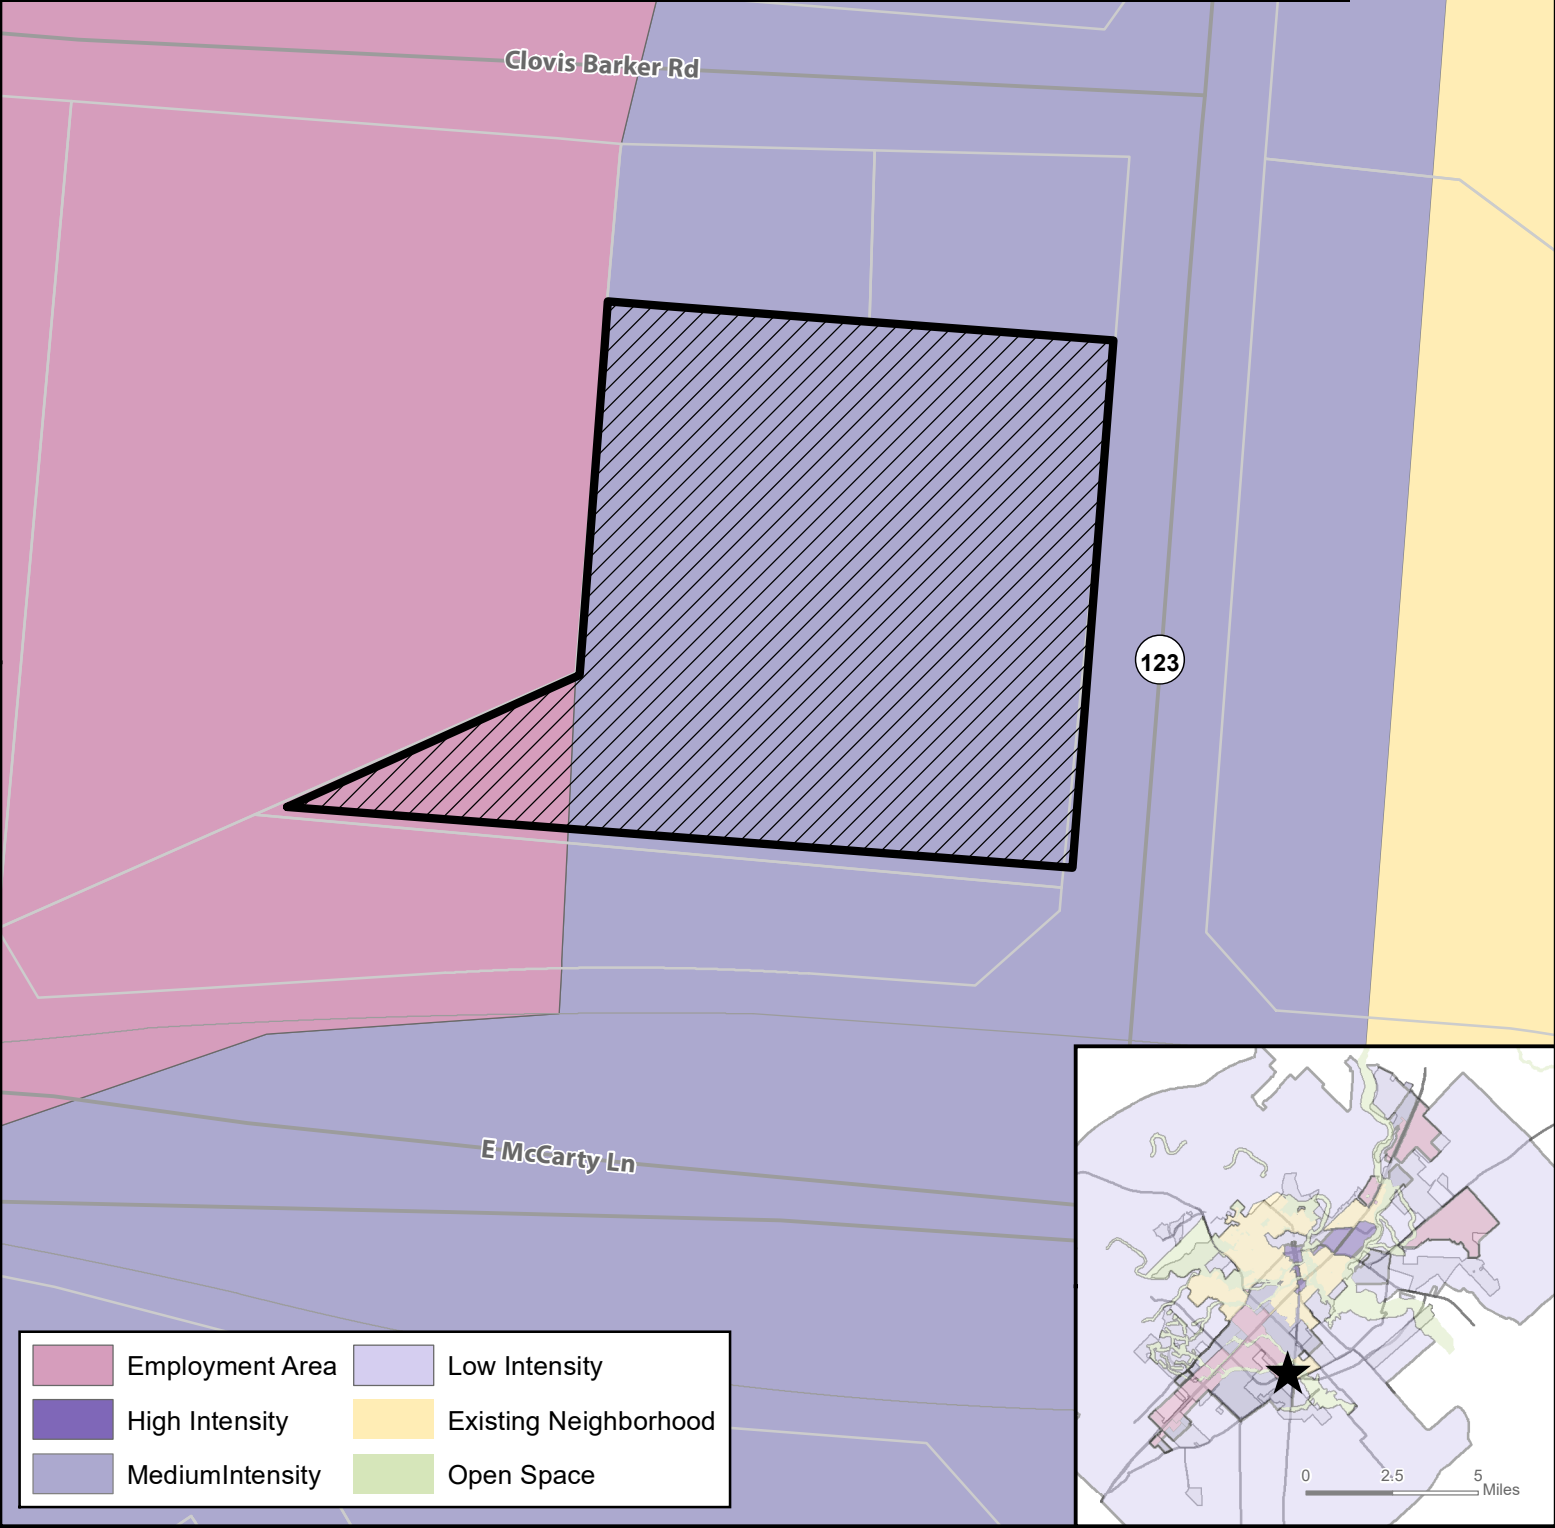 Clovis Barker Rd
123
E McCarty Ln
Employment Area
High Intensity
MediumIntensity
Low Intensity
Existing Neighborhood
Open Space
0 2.5 5
Miles